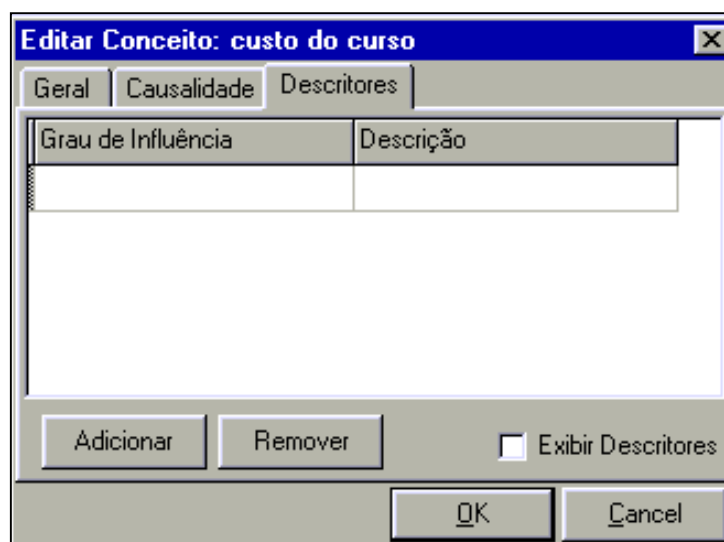 Editar Conceito: custo do curso
Geral Causalidade Descritores
Grau de Influência Descrição
Adicionar Remover Exibir Descritores
OK Cancel